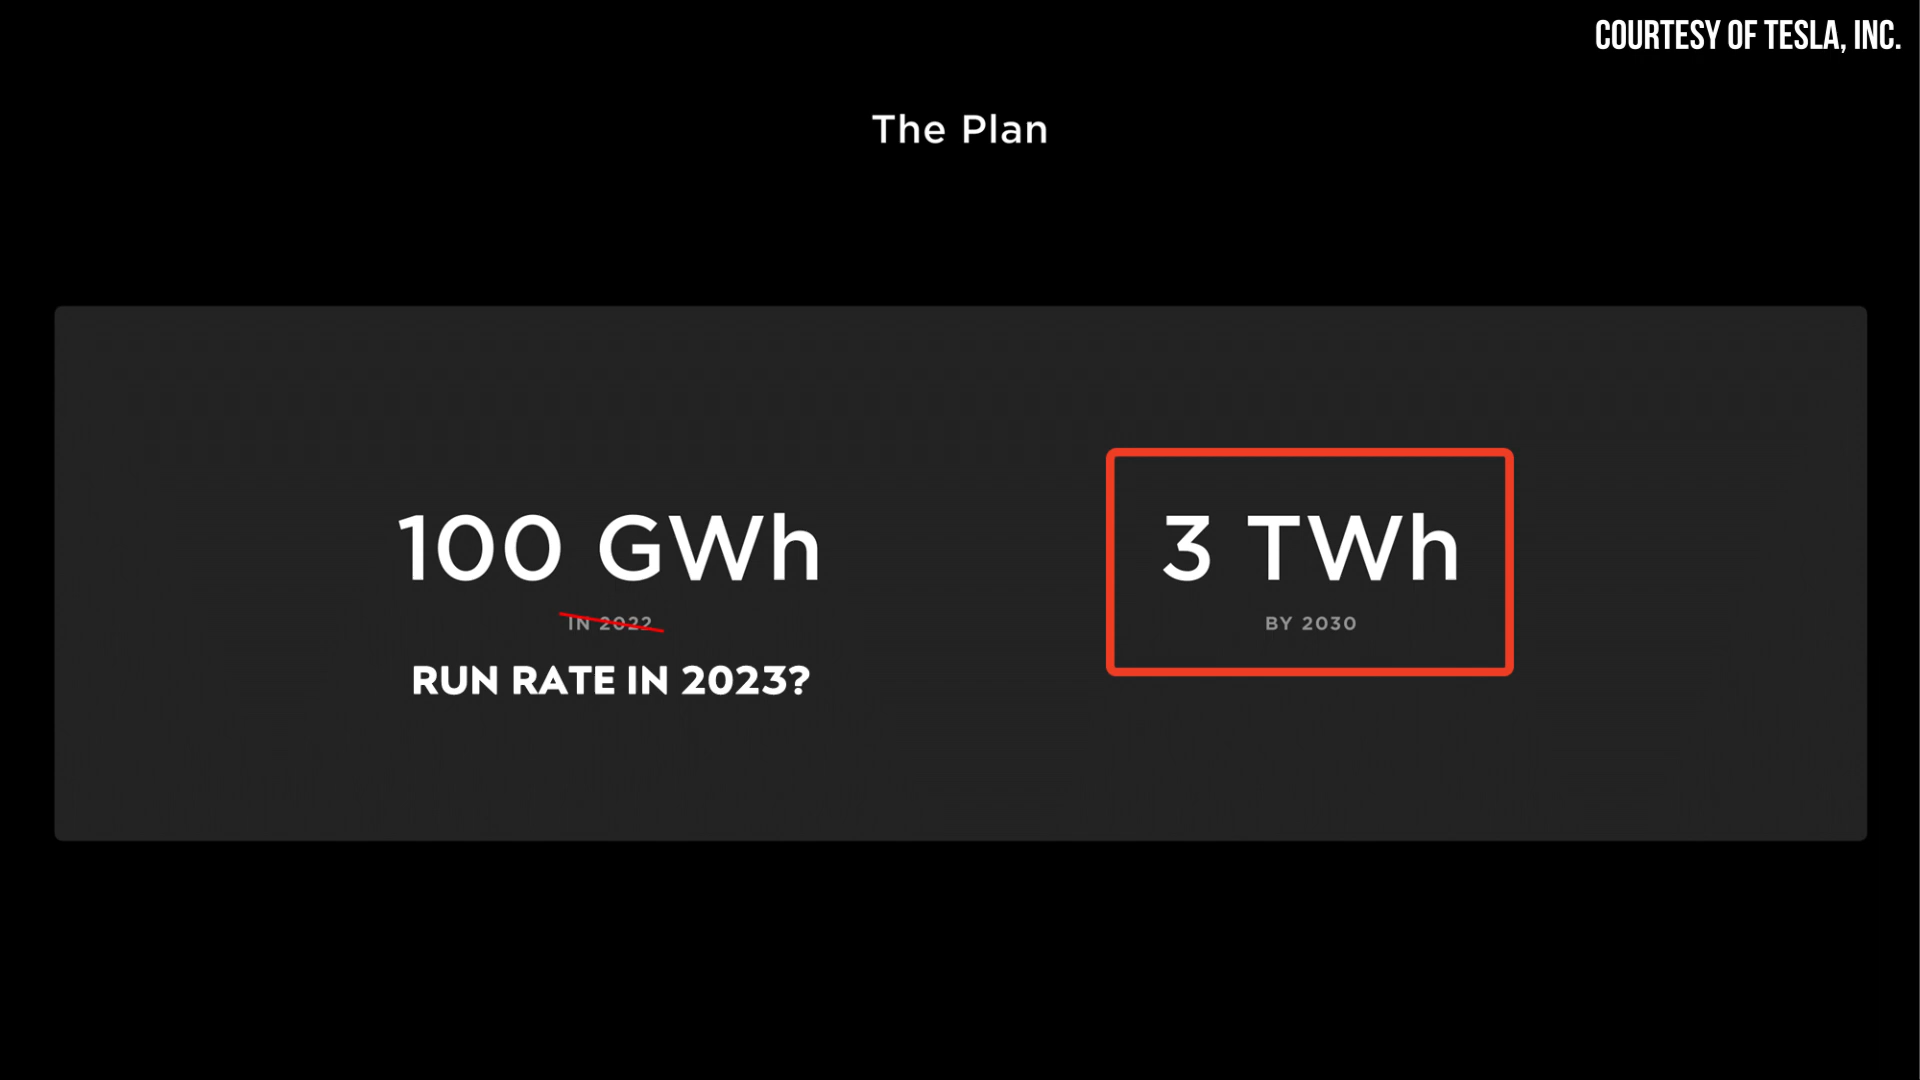 COURTESY OF TESLA, INC.
The Plan
100 GWh
IN 2022
RUN RATE IN 2023?
3 TWh
BY 2030